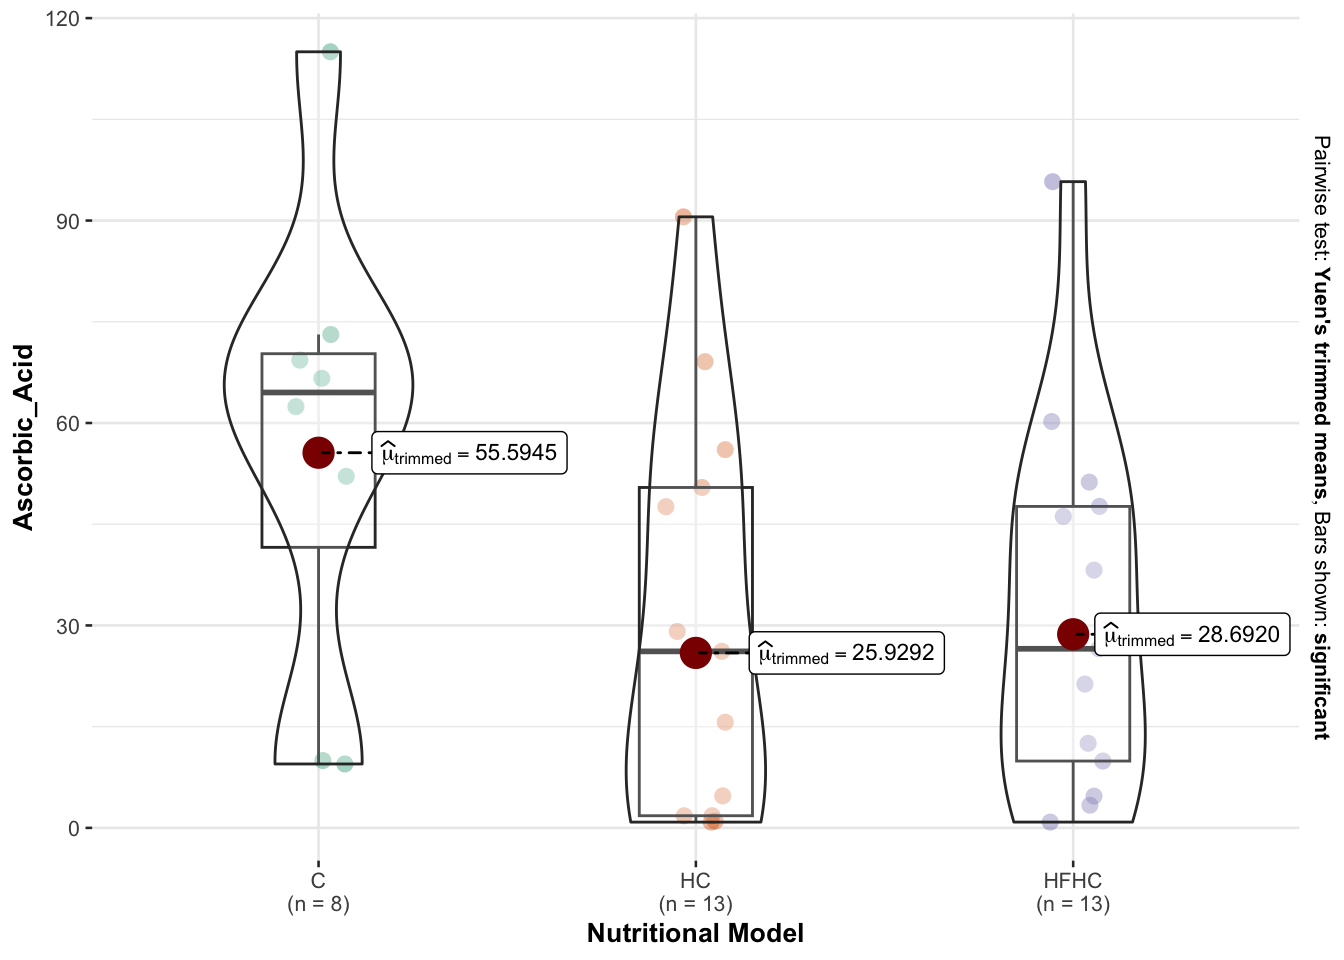 120
90
60
30
0
Ascorbic_Acid
μ̂trimmed = 55.5945
μ̂trimmed = 25.9292
μ̂trimmed = 28.6920
C
(n = 8)
HC
(n = 13)
HFHC
(n = 13)
Nutritional Model
Pairwise test: Yuen's trimmed means, Bars shown: significant